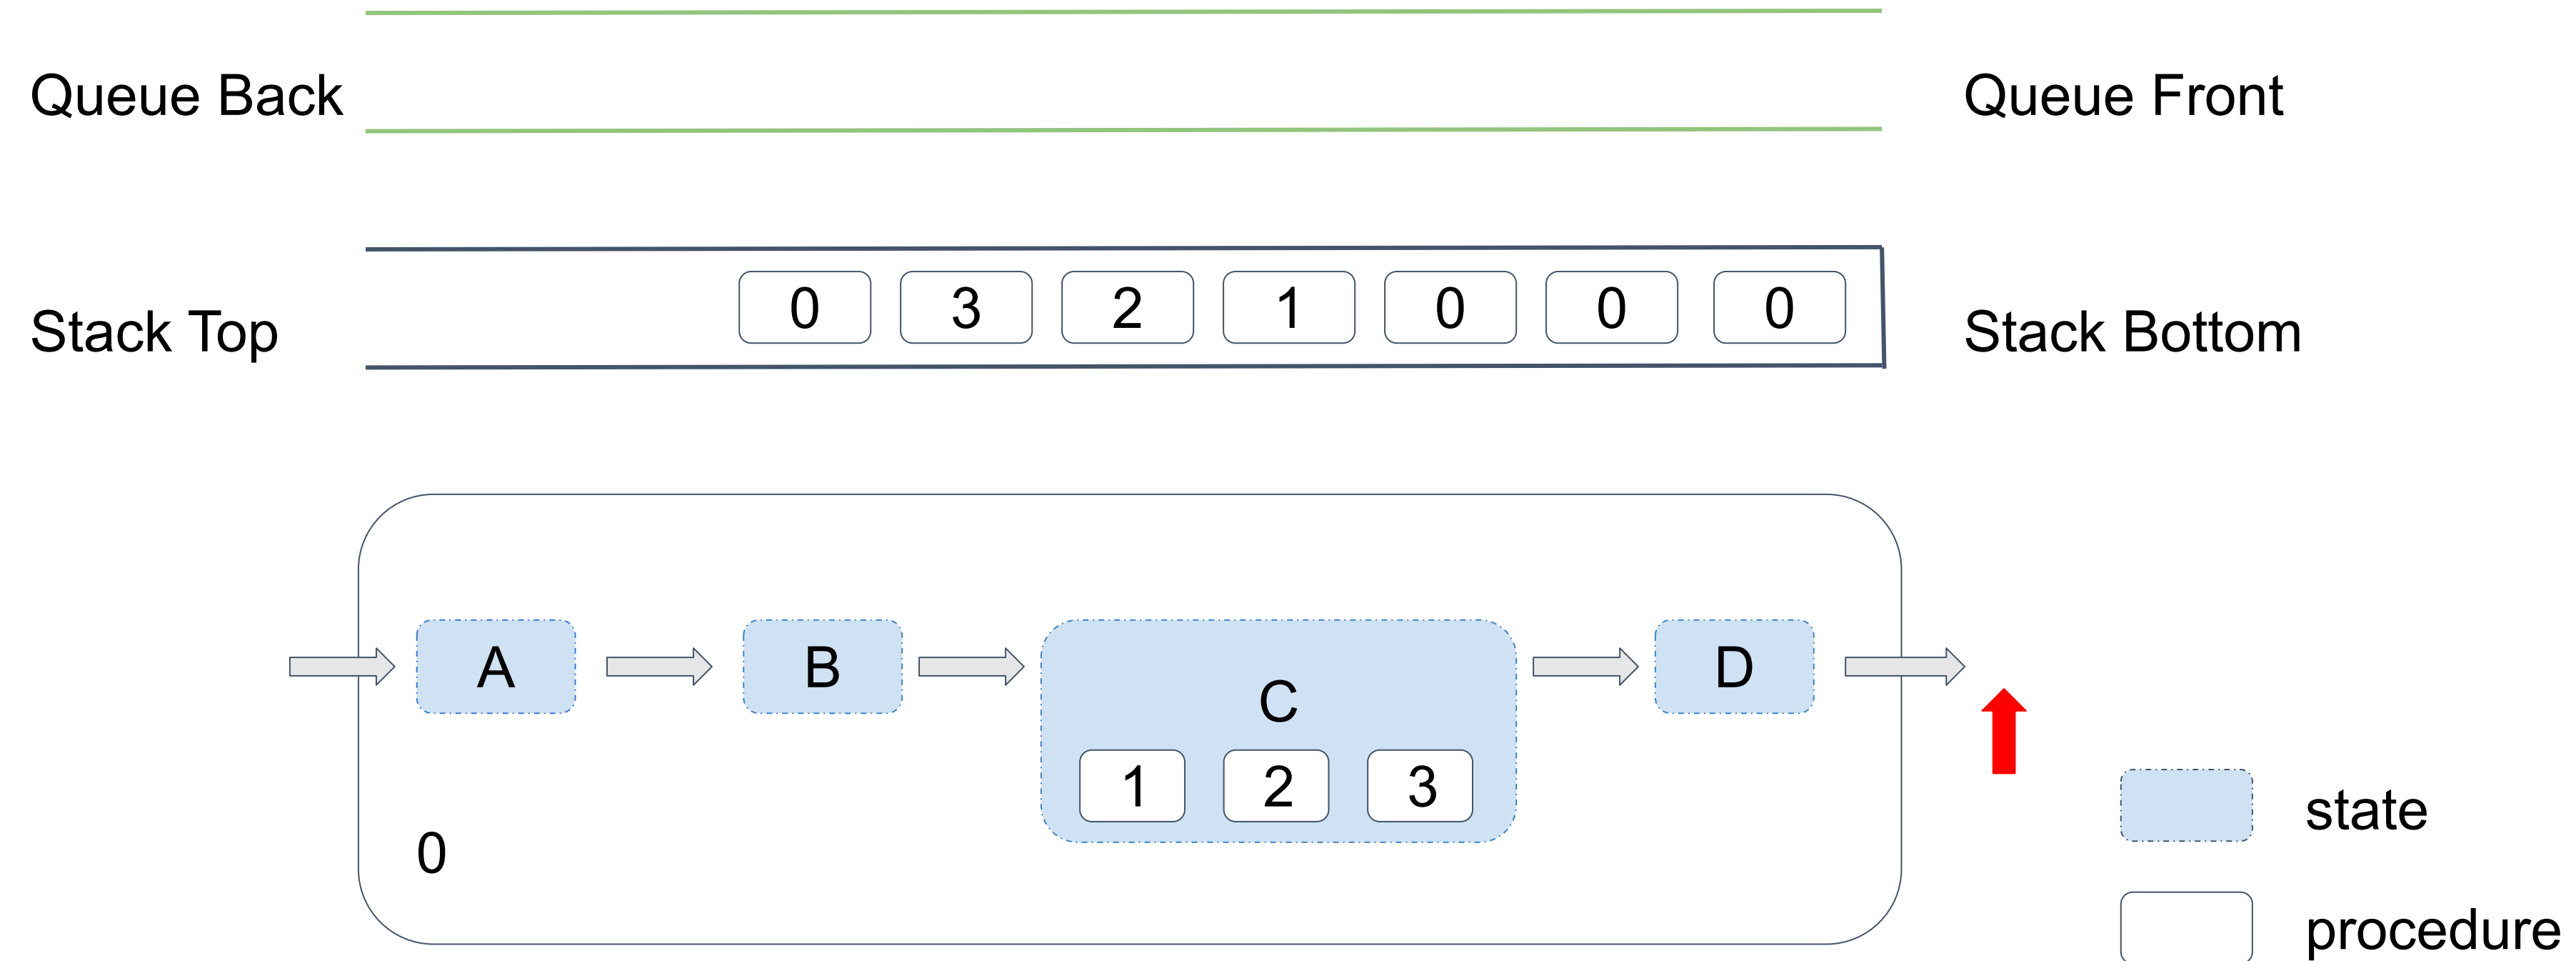 Queue Back
Queue Front
Stack Top
0 3 2 1 0 0 0
Stack Bottom
A
B
C
D
1 2 3
0
state
procedure